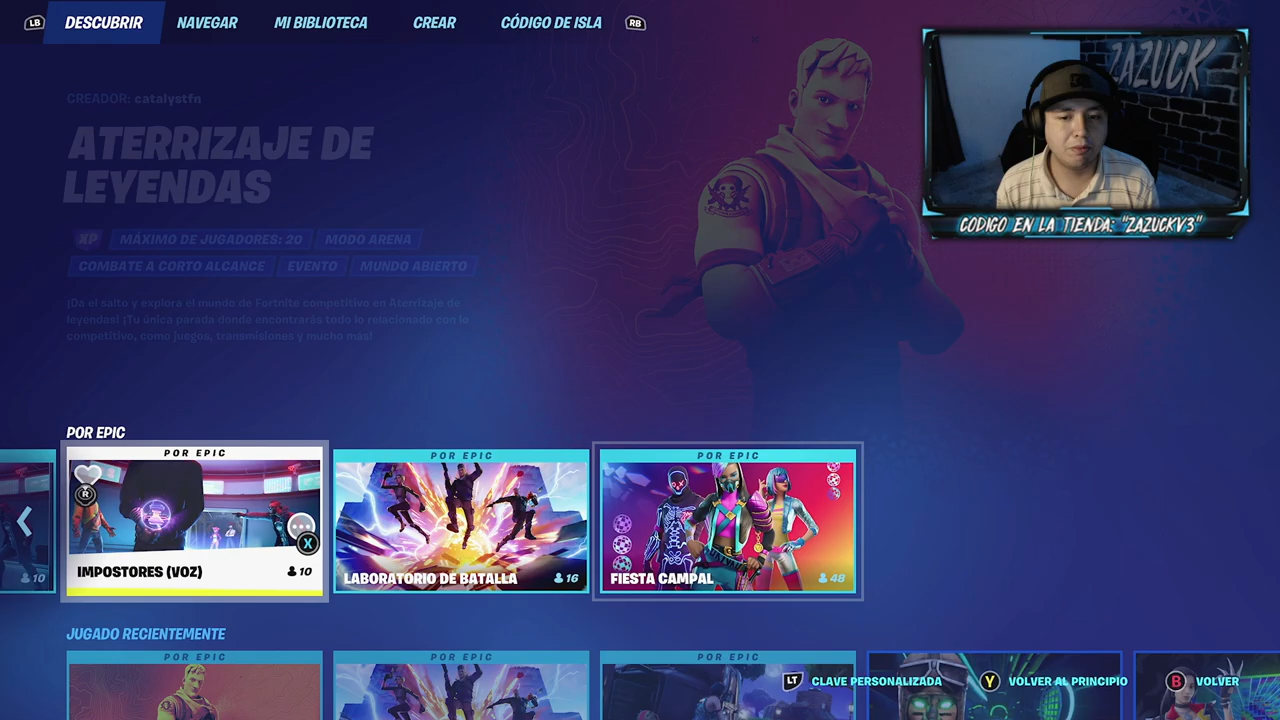 LB DESCUBRIR NAVEGAR MI BIBLIOTECA CREAR CÓDIGO DE ISLA RB
ZAZUCK
CODIGO EN LA TIENDA: "ZAZUCKV3"
CREADOR: catalystfn
ATERRIZAJE DE
LEYENDAS
XP MÁXIMO DE JUGADORES: 20 MODO ARENA
COMBATE A CORTO ALCANCE EVENTO MUNDO ABIERTO
¡Da el salto y explora el mundo de Fortnite competitivo en Aterrizaje de
leyendas! ¡Tu única parada donde encontrarás todo lo relacionado con lo
competitivo, como juegos, transmisiones y mucho más!
POR EPIC
POR EPIC POR EPIC POR EPIC
R
X
10 IMPOSTORES (VOZ) 10 LABORATORIO DE BATALLA 16 FIESTA CAMPAL 48
JUGADO RECIENTEMENTE
POR EPIC POR EPIC POR EPIC
LT CLAVE PERSONALIZADA Y VOLVER AL PRINCIPIO B VOLVER